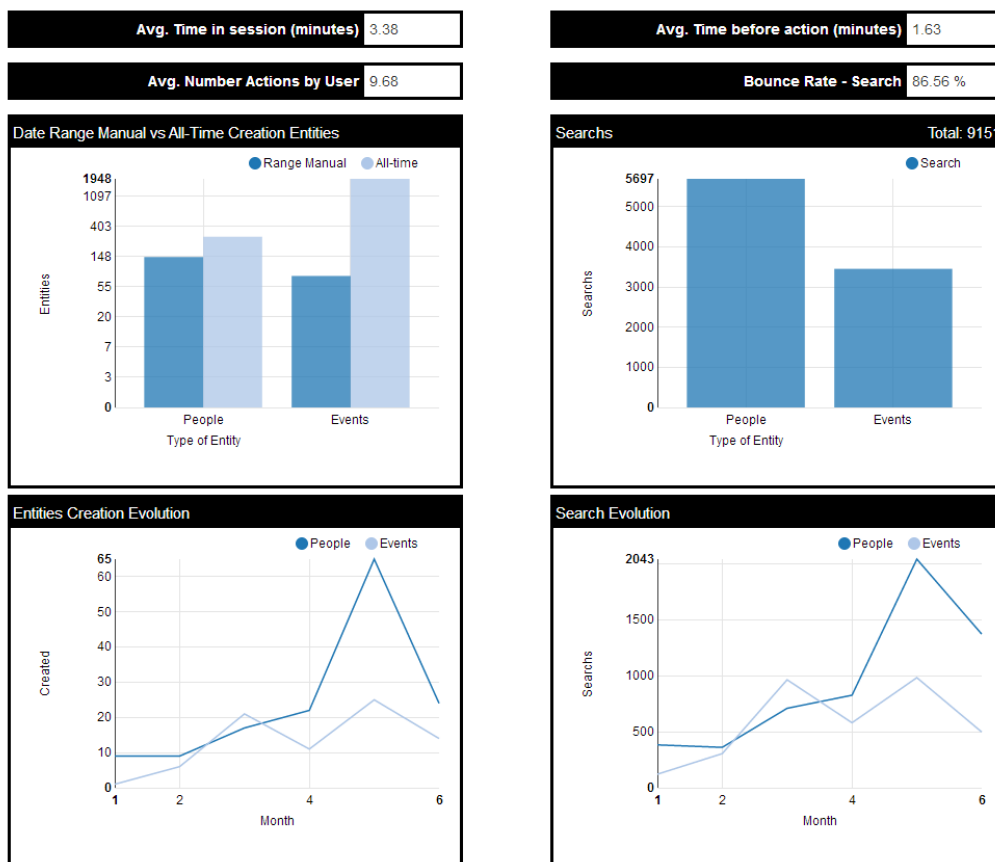 Avg. Time in session (minutes) 3.38
Avg. Time before action (minutes) 1.63
Avg. Number Actions by User 9.68
Bounce Rate - Search 86.56 %
Date Range Manual vs All-Time Creation Entities
Range Manual All-time
1948
1097
403
148
55
20
7
3
0
Entities
People Events
Type of Entity
Searchs Total: 9151
Search
5697
5000
4000
3000
2000
1000
0
Searchs
People Events
Type of Entity
Entities Creation Evolution
People Events
65
60
50
40
30
20
10
0
Created
1 2 4 6
Month
Search Evolution
People Events
2043
1500
1000
500
0
Searchs
1 2 4 6
Month